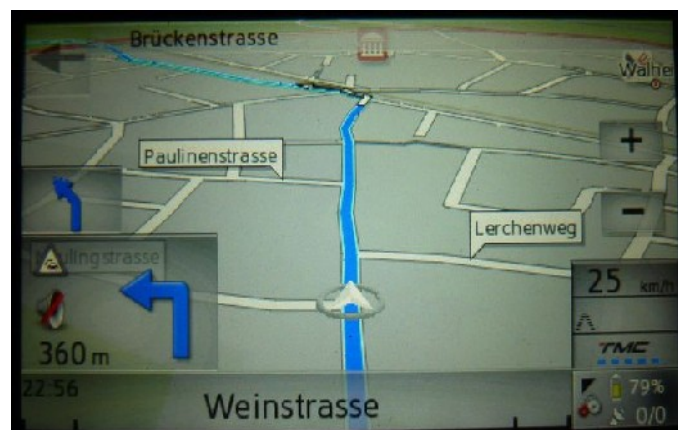 Brückenstrasse
Walhe
+
Paulinenstrasse
-
Lerchenweg
25 km/h
360 m
TMC
22:56
Weinstrasse
79%
0/0